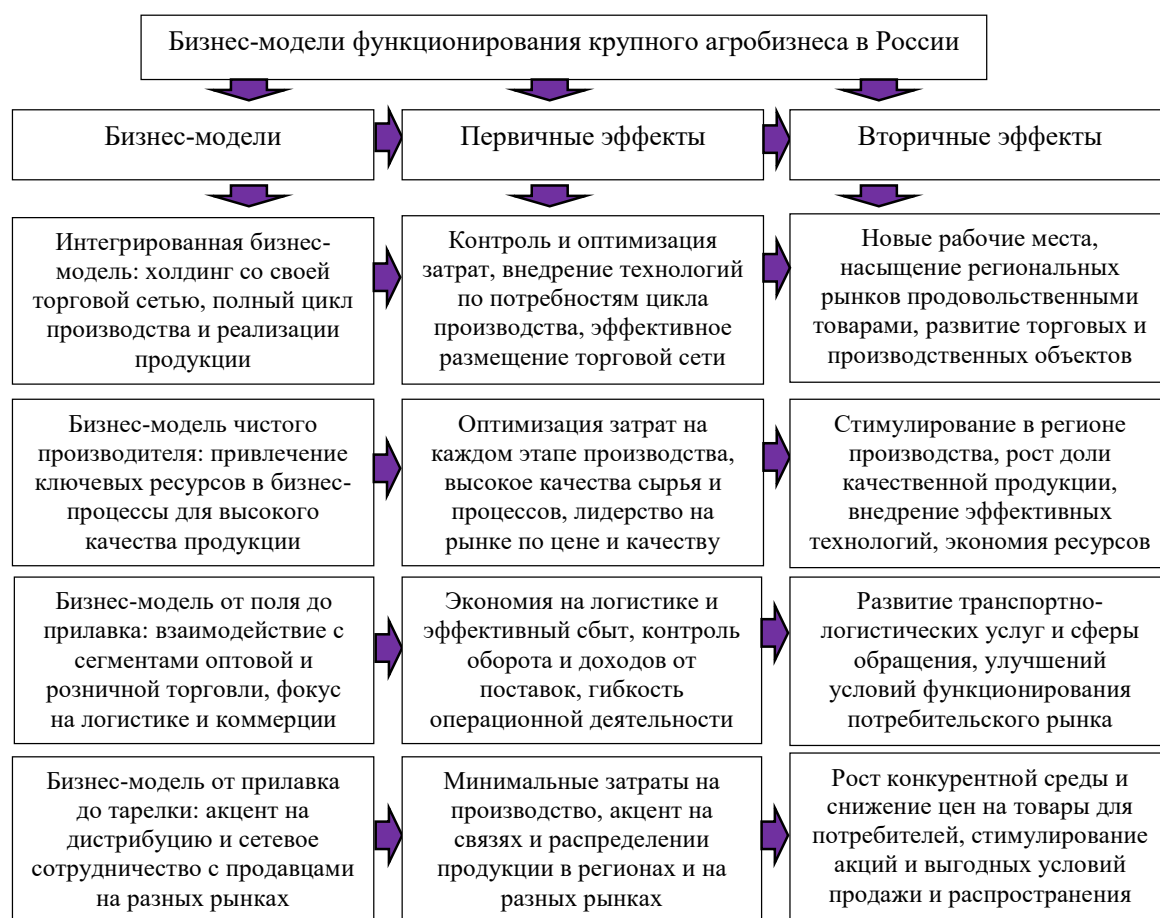 Бизнес-модели функционирования крупного агробизнеса в России
Бизнес-модели
Первичные эффекты
Вторичные эффекты
Интегрированная бизнес-
модель: холдинг со своей
торговой сетью, полный цикл
производства и реализации
продукции
Контроль и оптимизация
затрат, внедрение технологий
по потребностям цикла
производства, эффективное
размещение торговой сети
Новые рабочие места,
насыщение региональных
рынков продовольственными
товарами, развитие торговых и
производственных объектов
Бизнес-модель чистого
производителя: привлечение
ключевых ресурсов в бизнес-
процессы для высокого
качества продукции
Оптимизация затрат на
каждом этапе производства,
высокое качества сырья и
процессов, лидерство на
рынке по цене и качеству
Стимулирование в регионе
производства, рост доли
качественной продукции,
внедрение эффективных
технологий, экономия ресурсов
Бизнес-модель от поля до
прилавка: взаимодействие с
сегментами оптовой и
розничной торговли, фокус
на логистике и коммерции
Экономия на логистике и
эффективный сбыт, контроль
оборота и доходов от
поставок, гибкость
операционной деятельности
Развитие транспортно-
логистических услуг и сферы
обращения, улучшений
условий функционирования
потребительского рынка
Бизнес-модель от прилавка
до тарелки: акцент на
дистрибуцию и сетевое
сотрудничество с продавцами
на разных рынках
Минимальные затраты на
производство, акцент на
связях и распределении
продукции в регионах и на
разных рынках
Рост конкурентной среды и
снижение цен на товары для
потребителей, стимулирование
акций и выгодных условий
продажи и распространения